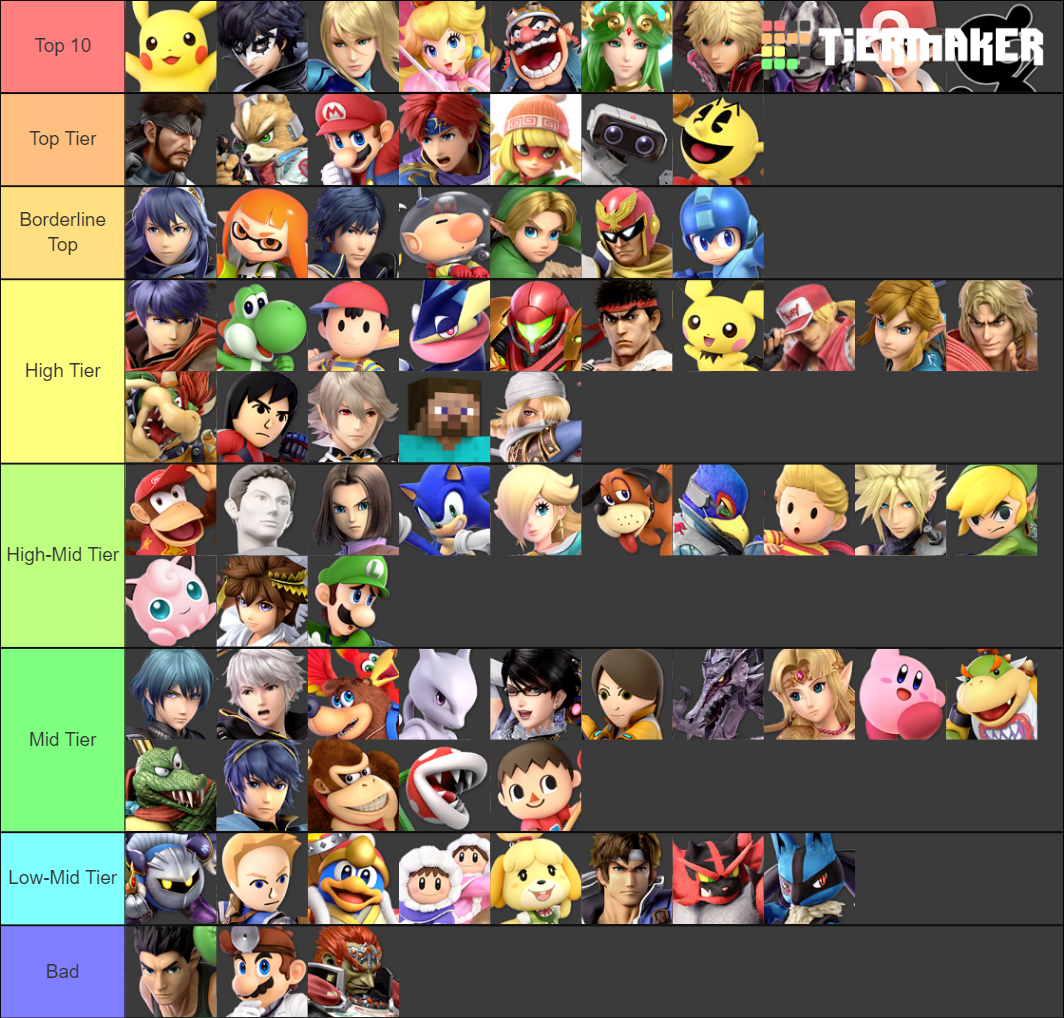 Top 10
TiERMAKER
Top Tier
Borderline
Top
High Tier
High-Mid Tier
Mid Tier
Low-Mid Tier
Bad